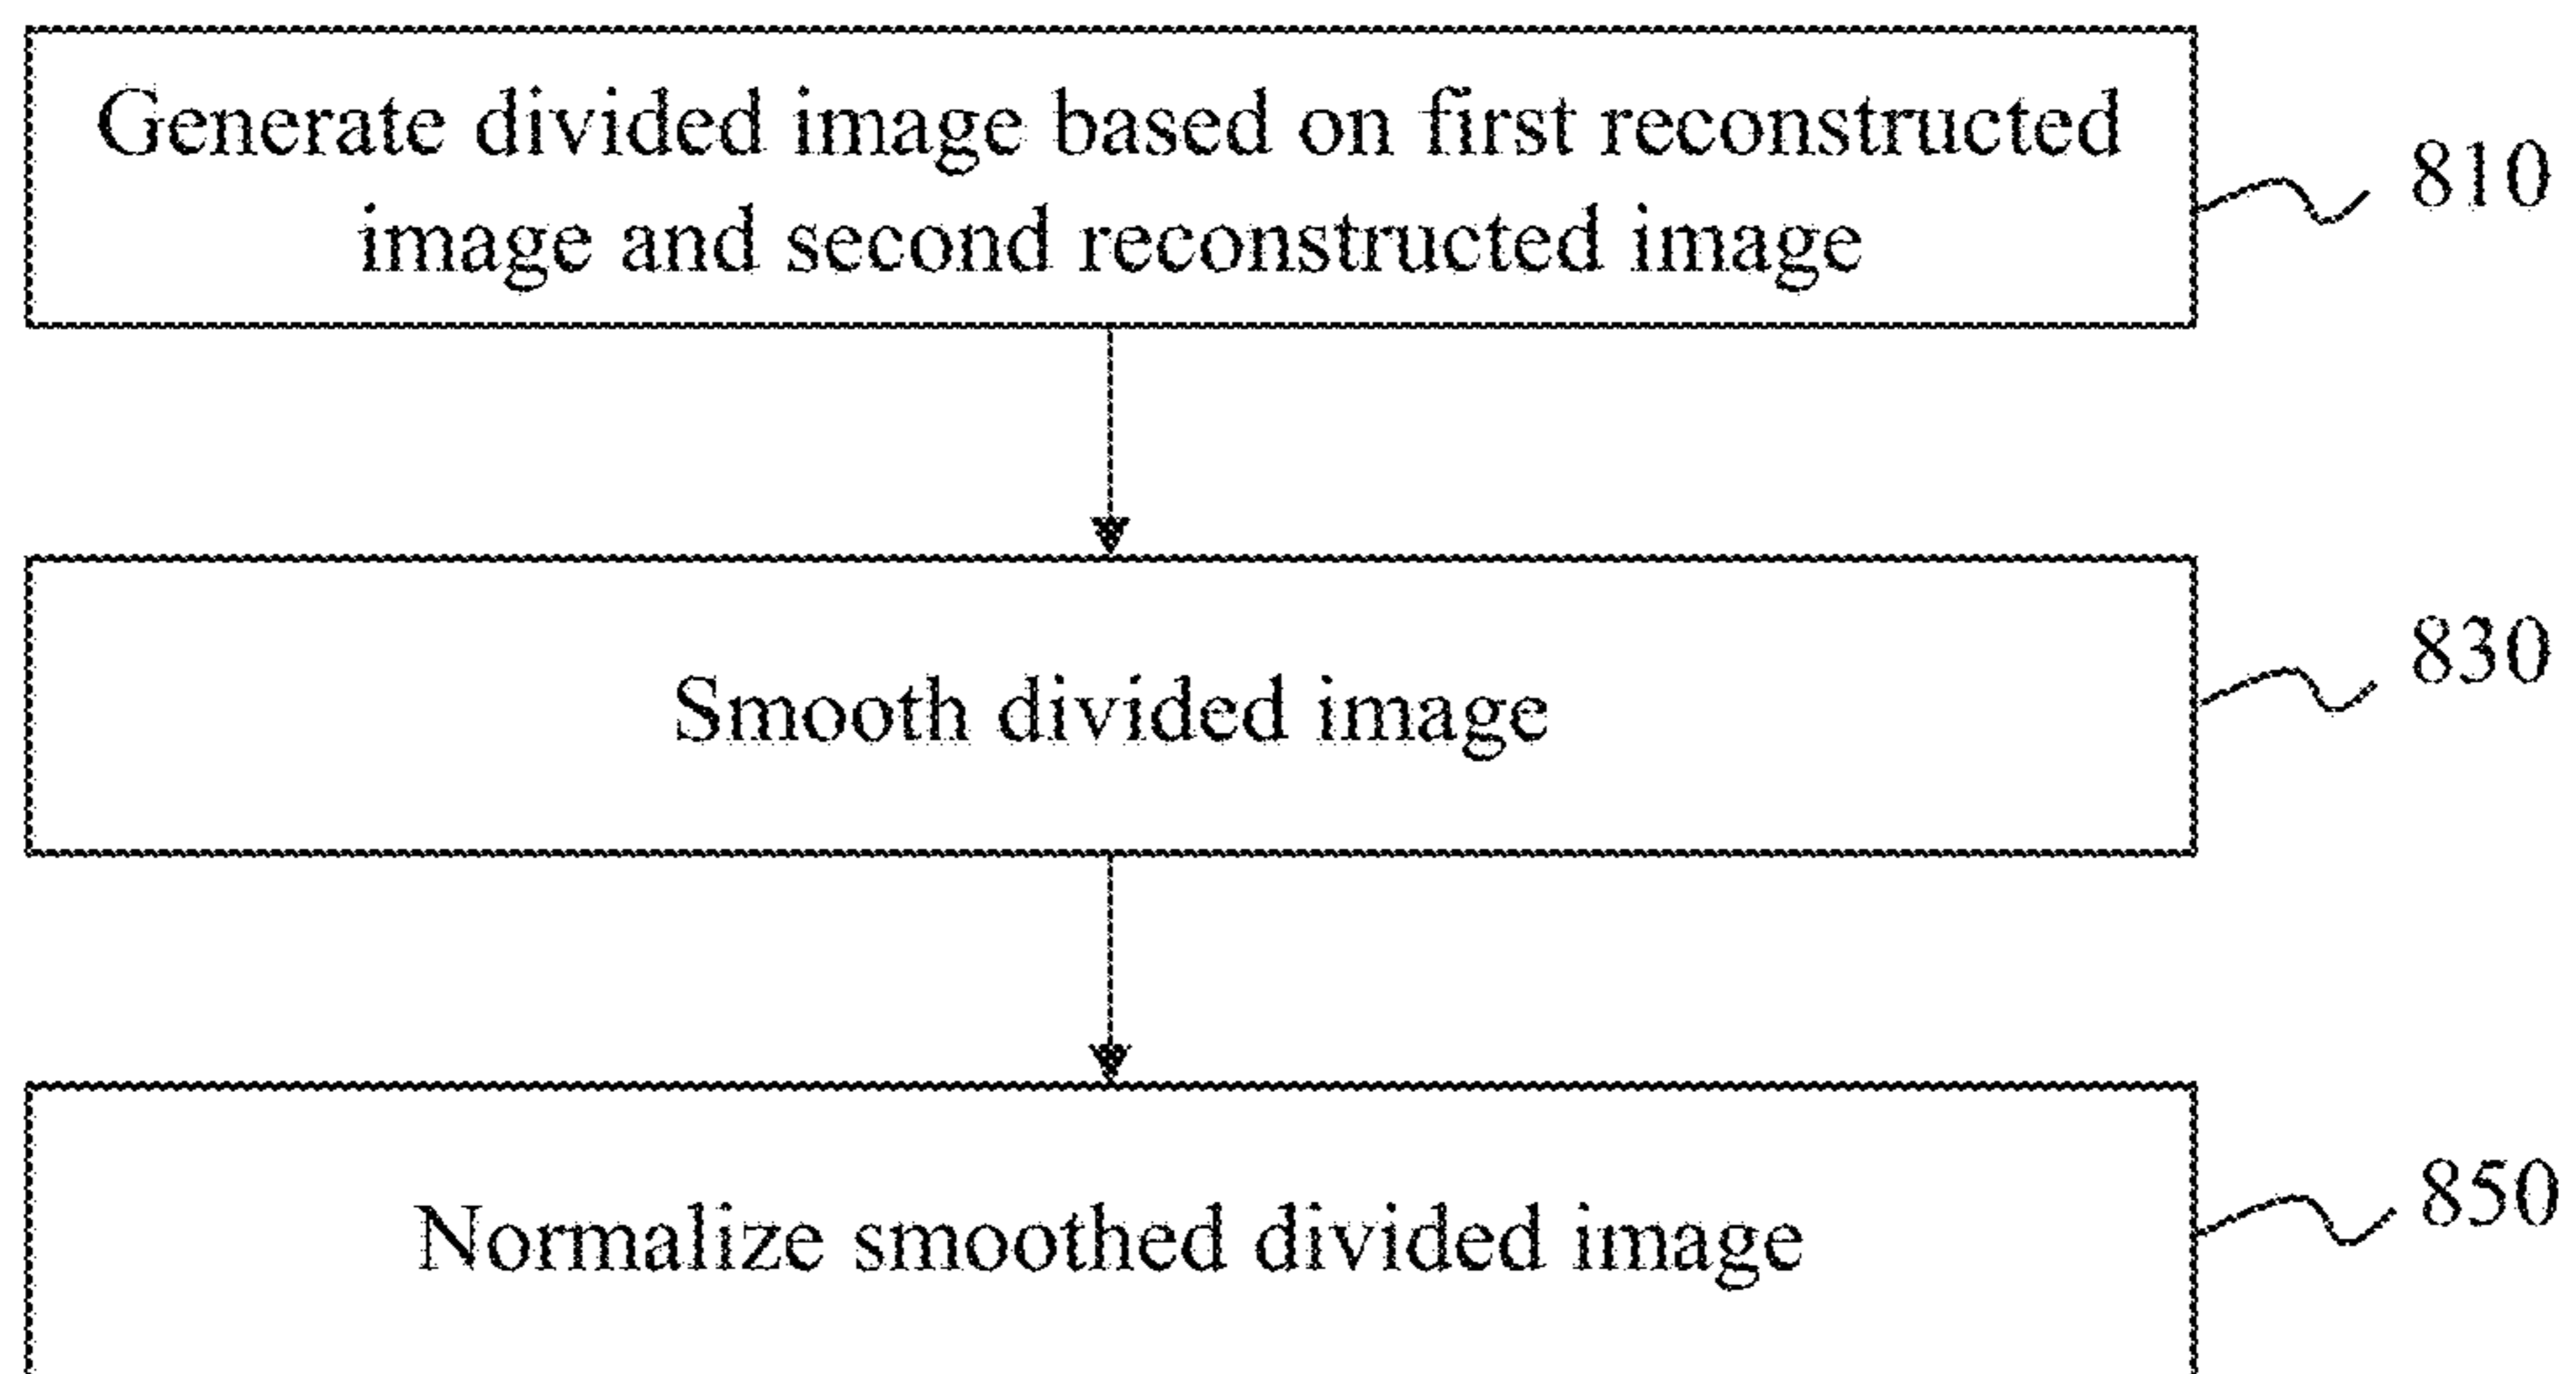 Generate divided image based on first reconstructed
image and second reconstructed image
810
Smooth divided image
830
Normalize smoothed divided image
850